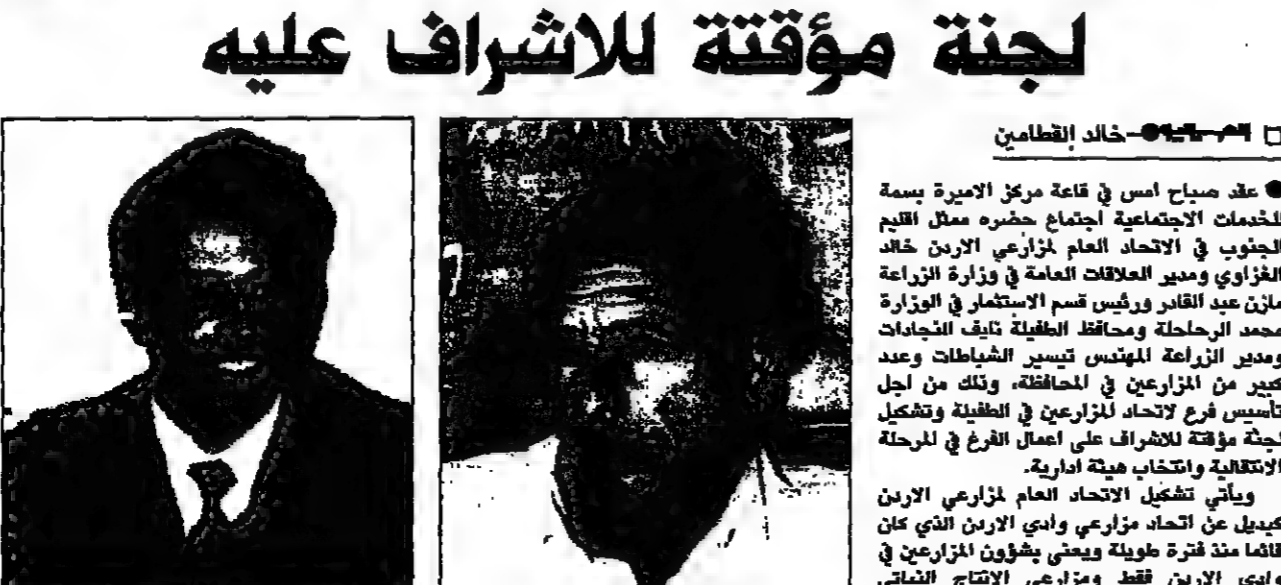 لجنة مؤقتة للاشراف عليه
خالد القطامين
عقد صباح امس في قاعة مركز الاميرة بسمة
للخدمات الاجتماعية اجتماع حضره ممثل اقليم
الجنوب في الاتحاد العام لمزارعي الاردن خالد
الغزاوي ومدير العلاقات العامة في وزارة الزراعة
مازن عبد القادر ورئيس قسم الاستثمار في الوزارة
محمد الرحاحلة ومحافظ الطفيلة نايف النجادات
ومدير الزراعة المهندس تيسير الشياطات وعدد
كبير من المزارعين في المحافظة، وذلك من اجل
تأسيس فرع لاتحاد المزارعين في الطفيلة وتشكيل
لجنة مؤقتة للاشراف على اعمال الفرع في المرحلة
الانتقالية وانتخاب هيئة ادارية.
ويأتي تشكيل الاتحاد العام لمزارعي الاردن
كبديل عن اتحاد مزارعي وادي الاردن الذي كان
قائما منذ فترة طويلة ويعنى بشؤون المزارعين في
وادي الاردن فقط ومزارعي الانتاج النباتي